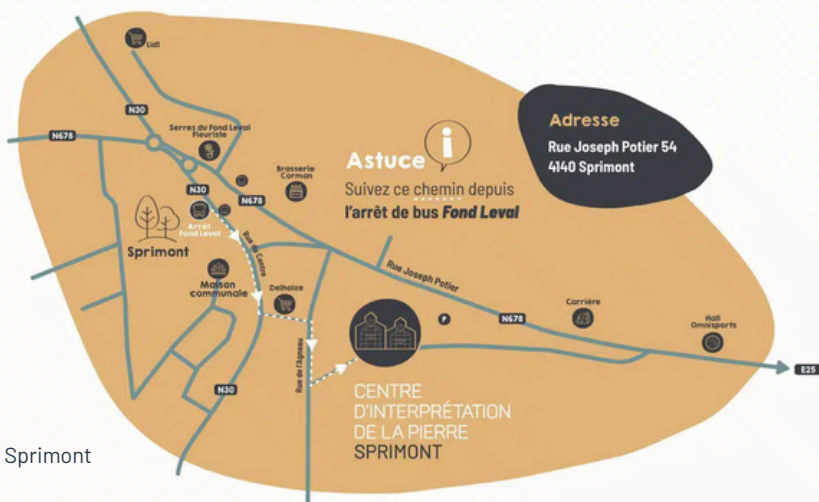 Lidl
N30
N678
Serres du Fond Leval
Fleuriste
Astuce
i
Suivez ce chemin depuis
l'arrêt de bus Fond Leval
Adresse
Rue Joseph Potier 54
4140 Sprimont
Brasserie
Corman
N30
N678
Arrêt
Fond Leval
Sprimont
Rue du Centre
Maison
communale
Delhaize
Rue Joseph Potier
P
N678
Carrière
Hall
Omnisports
E25
Rue de l'Agneau
N30
CENTRE
D'INTERPRÉTATION
DE LA PIERRE
SPRIMONT
Sprimont